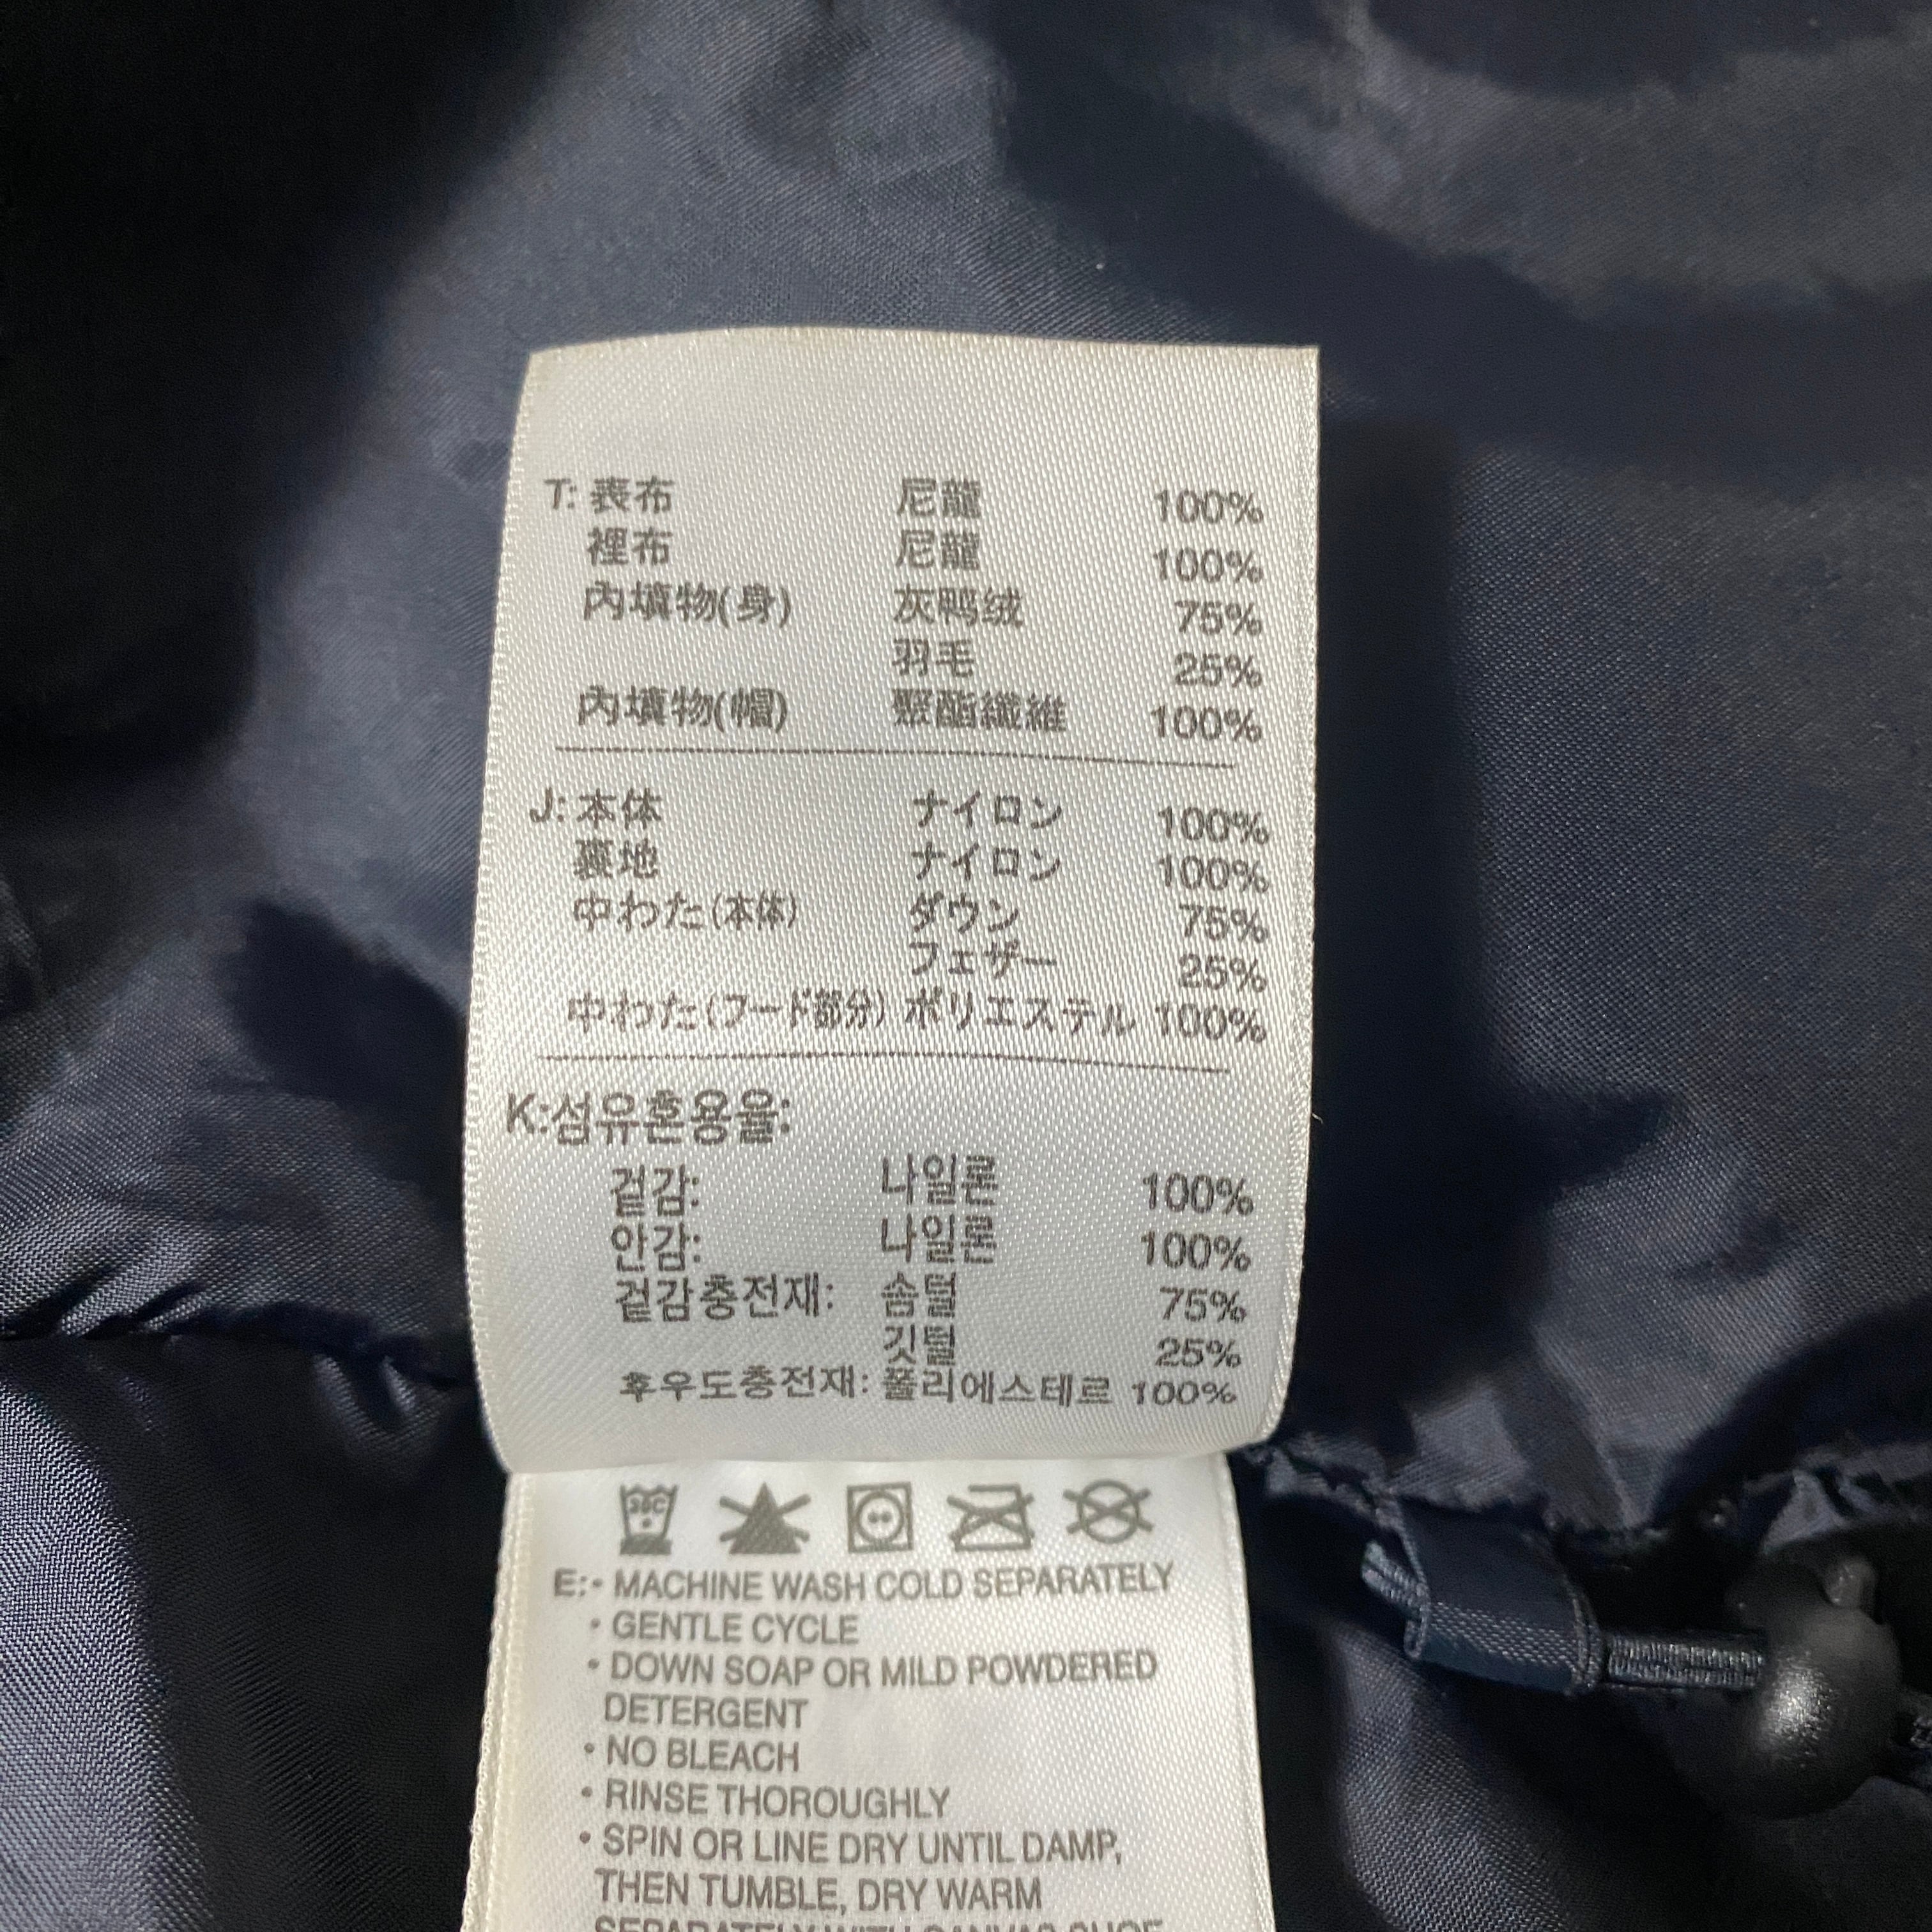 T: 表布 尼龍 100%
裡布 尼龍 100%
內填物(身) 灰鸭绒 75%
羽毛 25%
內填物(帽) 聚酯纖維 100%
J: 本体 ナイロン 100%
裏地 ナイロン 100%
中わた(本体) ダウン 75%
フェザー 25%
中わた(フード部分) ポリエステル 100%
K:섬유혼용율:
겉감: 나일론 100%
안감: 나일론 100%
겉감충전재: 솜털 75%
깃털 25%
후우도충전재: 폴리에스테르 100%
30C
E:• MACHINE WASH COLD SEPARATELY
• GENTLE CYCLE
• DOWN SOAP OR MILD POWDERED
DETERGENT
• NO BLEACH
• RINSE THOROUGHLY
• SPIN OR LINE DRY UNTIL DAMP,
THEN TUMBLE, DRY WARM
SEPARATELY WITH CANVAS SHOE